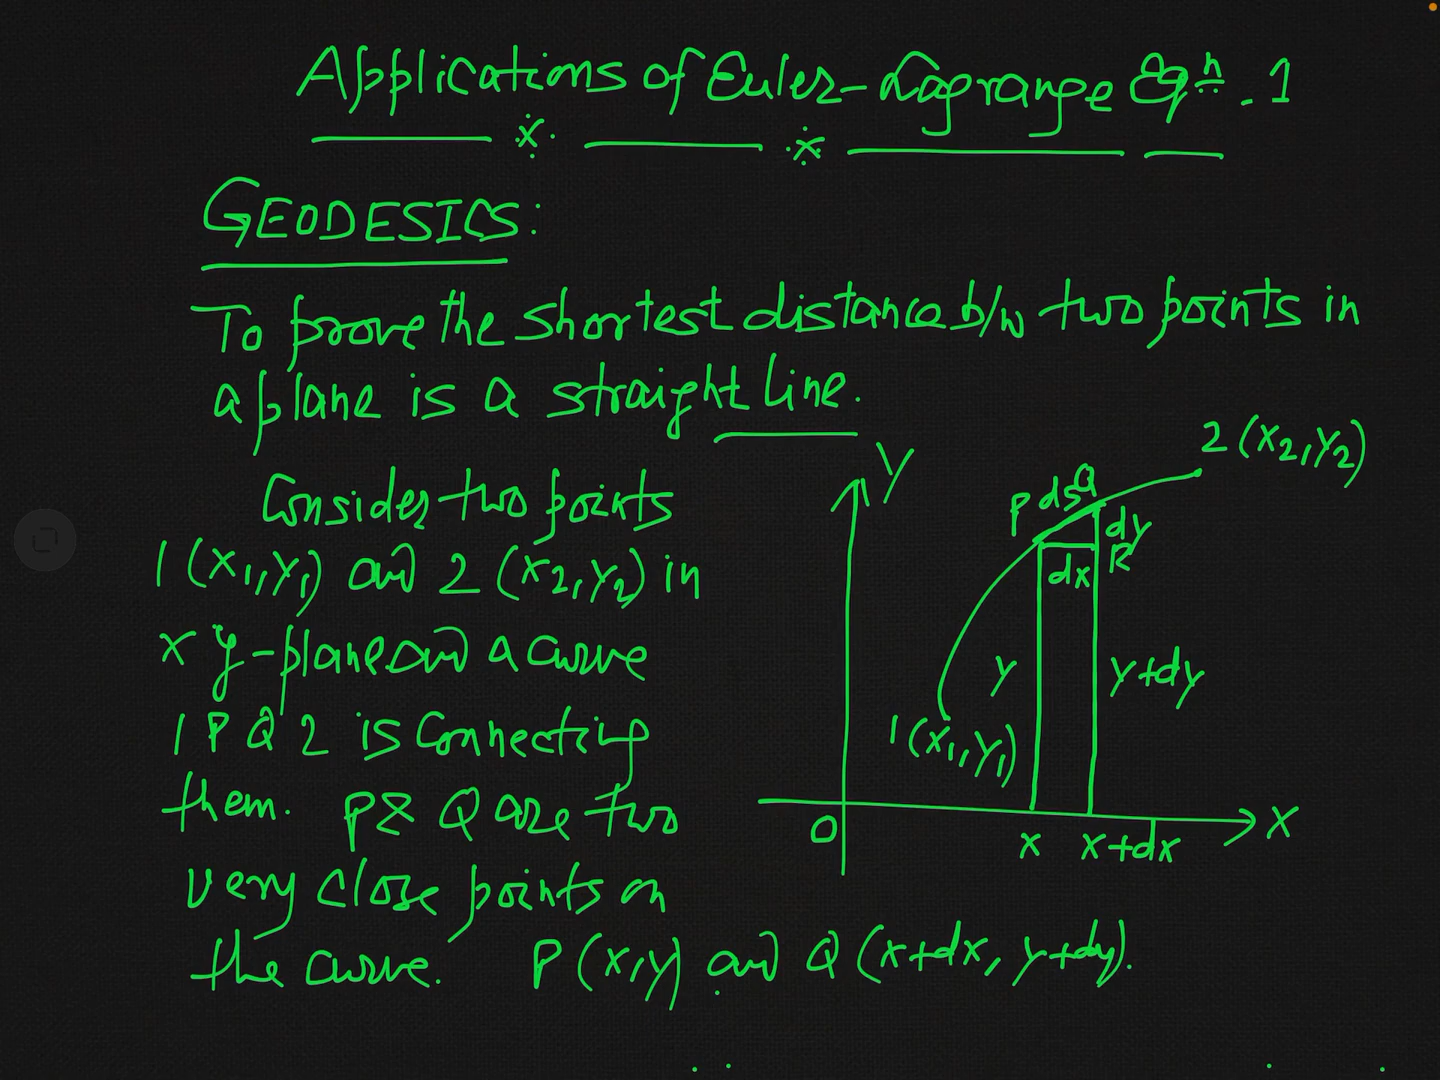 Applications of Euler-Lagrange Eqn. 1
GEODESICS:
To prove the shortest distance b/w two points in
a plane is a straight line.
Consider two points
1 (x1, y1) and 2 (x2, y2) in
x y-plane and a curve
1 P Q 2 is connecting
them. P & Q are two
very close points on
the curve. P(x,y) and Q (x+dx, y+dy).
Y
2 (x2, y2)
P ds Q
dy
dx R
y
y+dy
1 (x1, y1)
O
x
x+dx
X